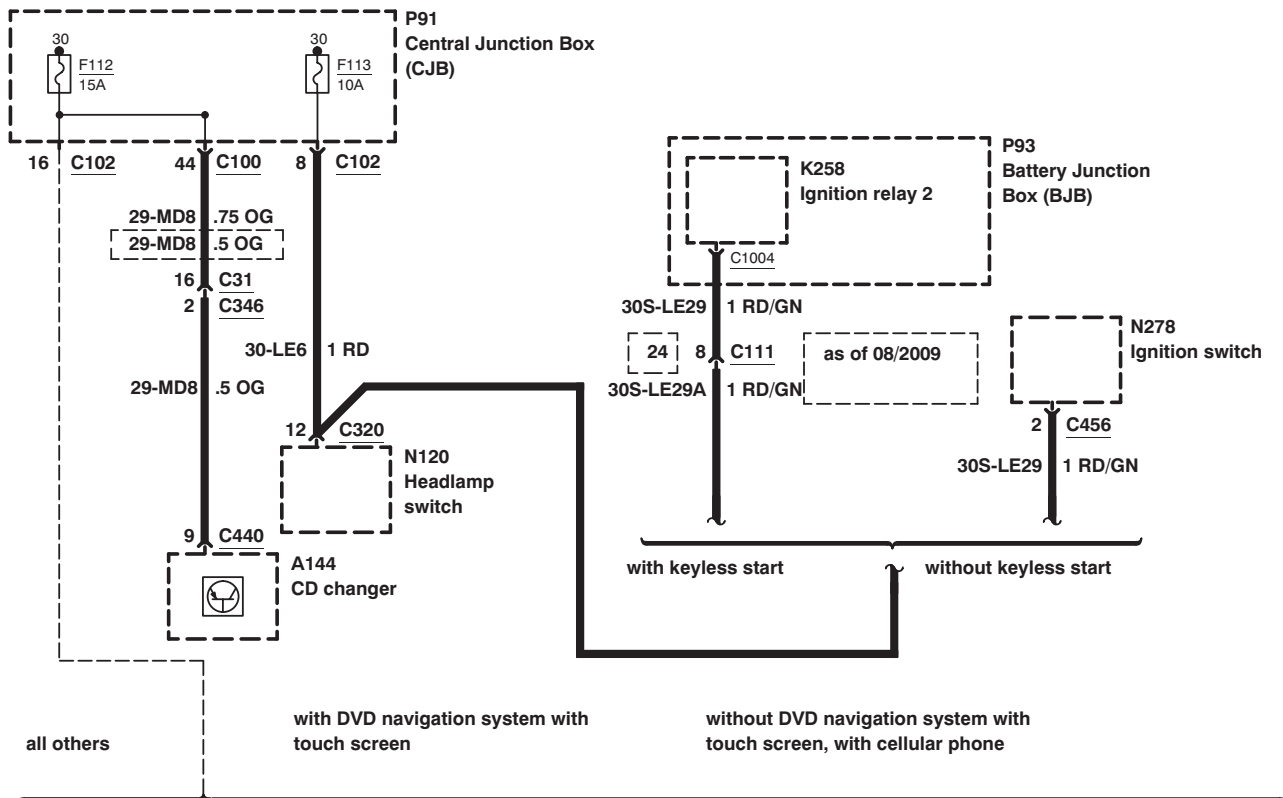 P91
Central Junction Box
(CJB)
30
F112
15A
30
F113
10A
16 C102
44 C100
8 C102
29-MD8 .75 OG
29-MD8 .5 OG
16 C31
2 C346
30-LE6 1 RD
29-MD8 .5 OG
12 C320
N120
Headlamp
switch
9 C440
A144
CD changer
P93
Battery Junction
Box (BJB)
K258
Ignition relay 2
C1004
30S-LE29 1 RD/GN
24 8 C111
as of 08/2009
30S-LE29A 1 RD/GN
N278
Ignition switch
2 C456
30S-LE29 1 RD/GN
with keyless start
without keyless start
all others
with DVD navigation system with
touch screen
without DVD navigation system with
touch screen, with cellular phone